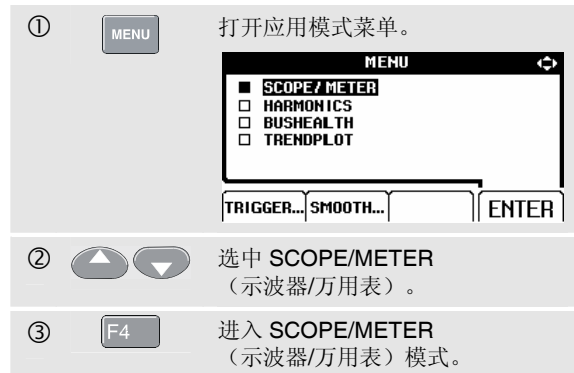 ① MENU 打开应用模式菜单。
MENU
■ SCOPE/METER
□ HARMONICS
□ BUSHEALTH
□ TRENDPLOT
TRIGGER... SMOOTH... ENTER
② 选中 SCOPE/METER
（示波器/万用表）。
③ F4 进入 SCOPE/METER
（示波器/万用表）模式。